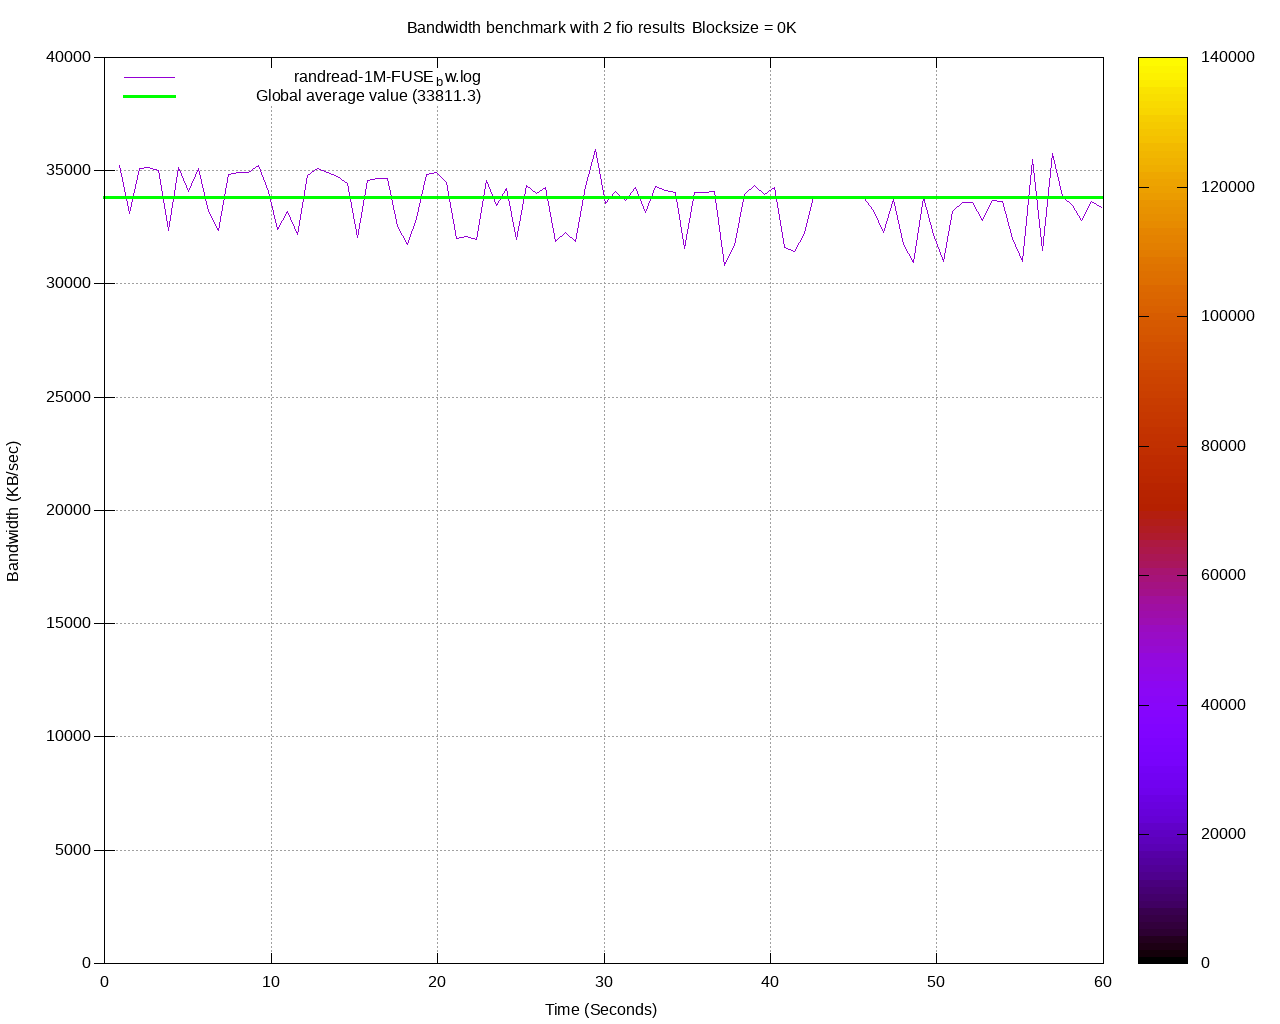 Bandwidth benchmark with 2 fio results Blocksize = 0K
randread-1M-FUSE_bw.log
Global average value (33811.3)
40000
35000
30000
25000
20000
15000
10000
5000
0
Bandwidth (KB/sec)
0 10 20 30 40 50 60
Time (Seconds)
140000
120000
100000
80000
60000
40000
20000
0